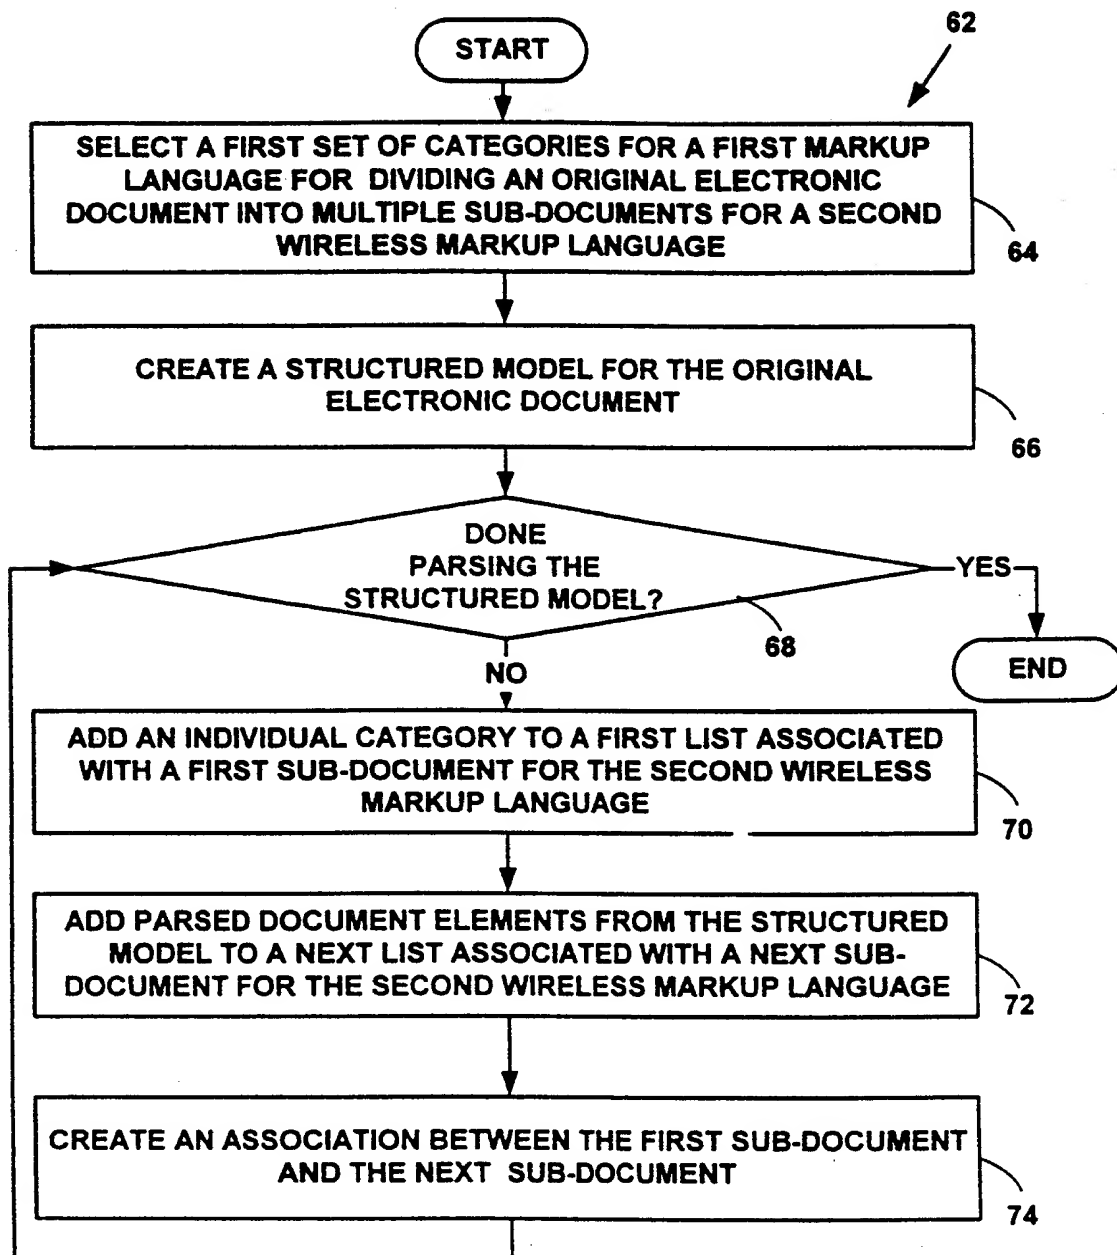 START
62
SELECT A FIRST SET OF CATEGORIES FOR A FIRST MARKUP
LANGUAGE FOR DIVIDING AN ORIGINAL ELECTRONIC
DOCUMENT INTO MULTIPLE SUB-DOCUMENTS FOR A SECOND
WIRELESS MARKUP LANGUAGE
64
CREATE A STRUCTURED MODEL FOR THE ORIGINAL
ELECTRONIC DOCUMENT
66
DONE
PARSING THE
STRUCTURED MODEL?
YES
68
END
NO
ADD AN INDIVIDUAL CATEGORY TO A FIRST LIST ASSOCIATED
WITH A FIRST SUB-DOCUMENT FOR THE SECOND WIRELESS
MARKUP LANGUAGE
70
ADD PARSED DOCUMENT ELEMENTS FROM THE STRUCTURED
MODEL TO A NEXT LIST ASSOCIATED WITH A NEXT SUB-
DOCUMENT FOR THE SECOND WIRELESS MARKUP LANGUAGE
72
CREATE AN ASSOCIATION BETWEEN THE FIRST SUB-DOCUMENT
AND THE NEXT SUB-DOCUMENT
74